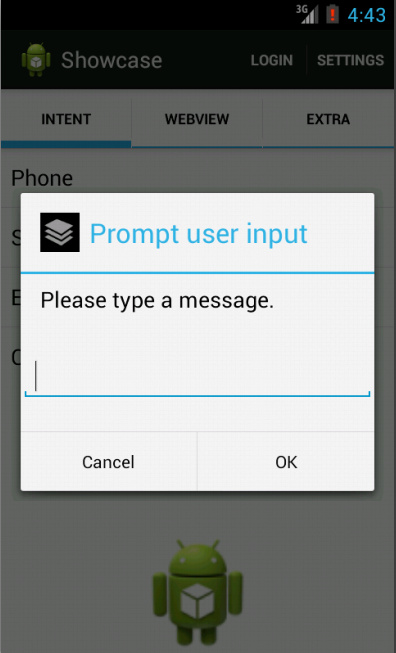 3G 4:43
Showcase LOGIN SETTINGS
INTENT WEBVIEW EXTRA
Phone
Prompt user input
Please type a message.
Cancel OK